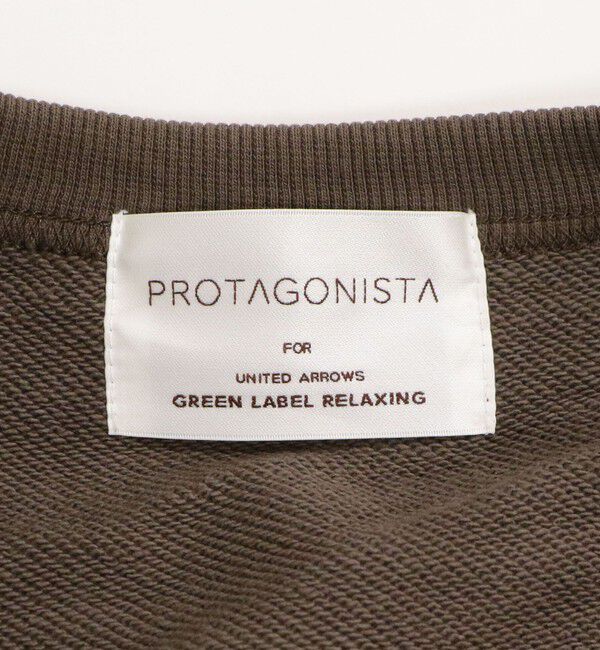 PROTAGONISTA
FOR
UNITED ARROWS
GREEN LABEL RELAXING